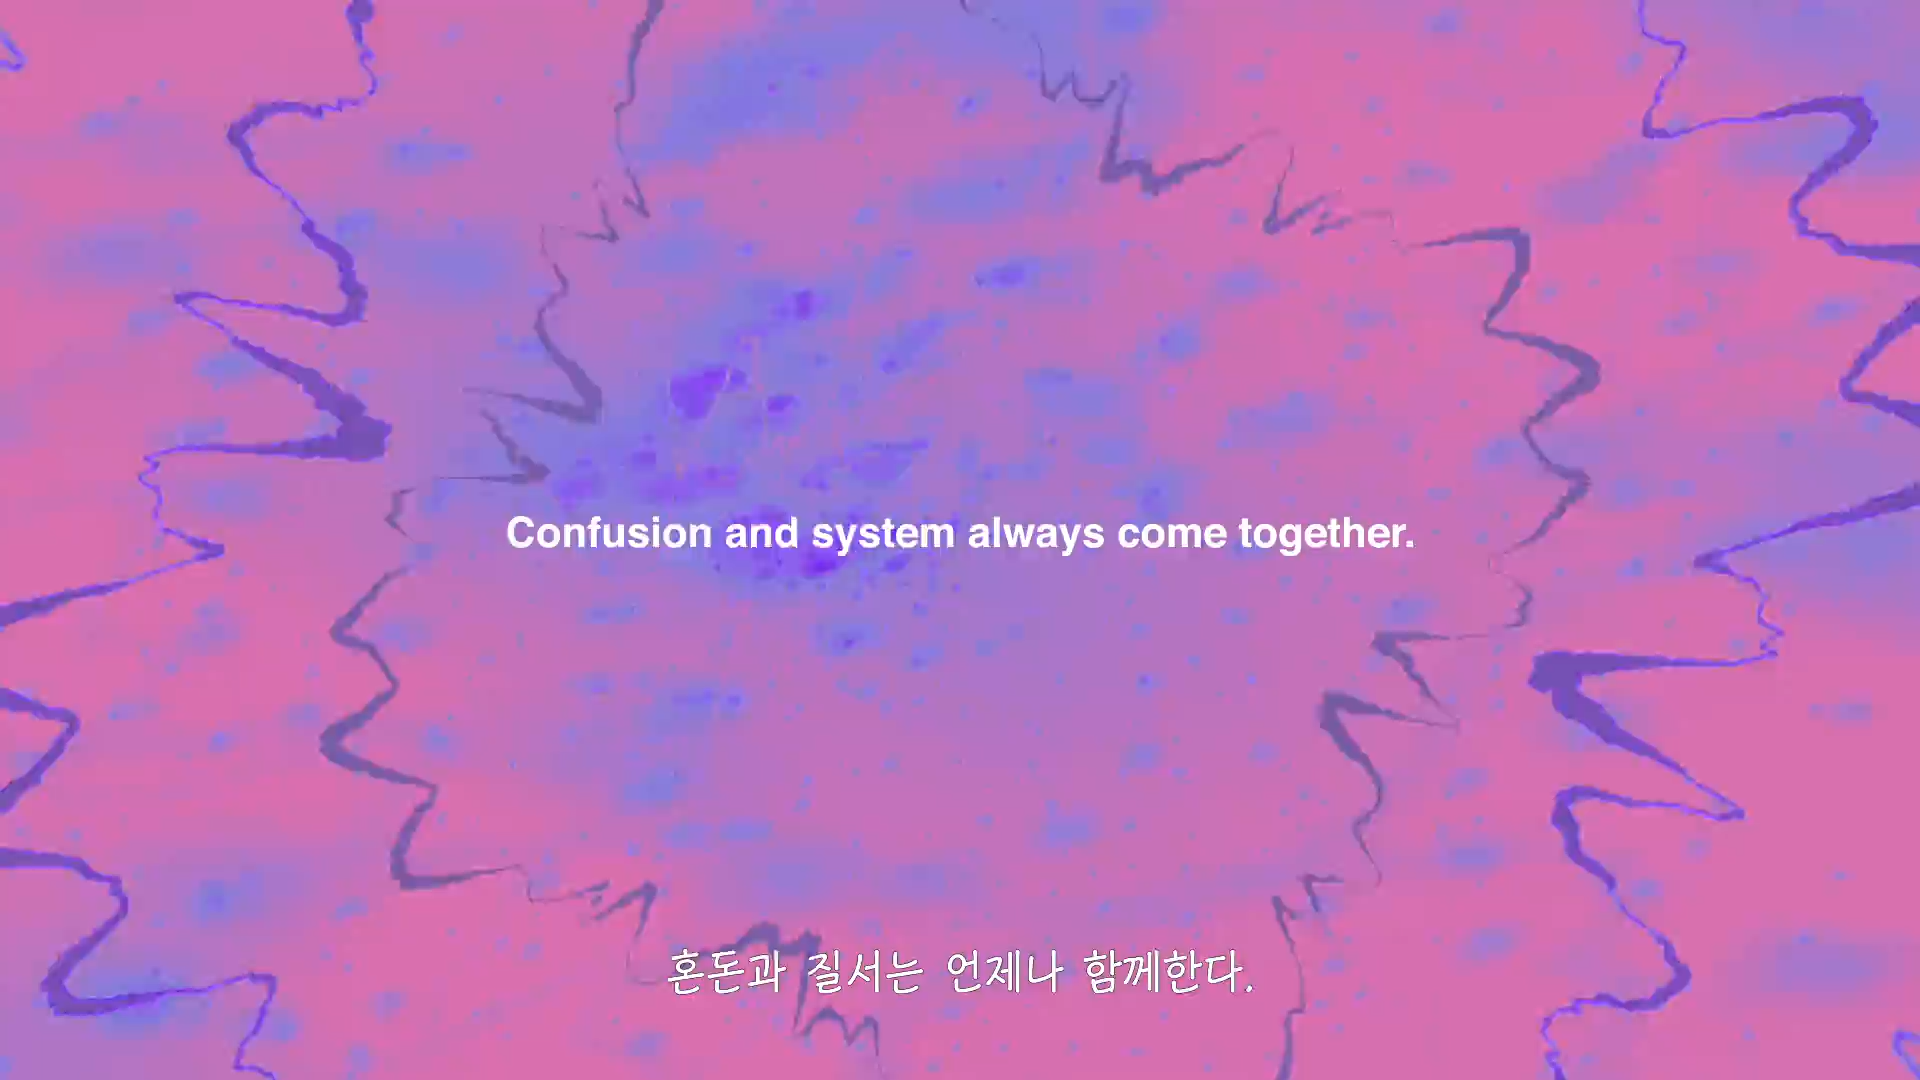 Confusion and system always come together.
혼돈과 질서는 언제나 함께한다.